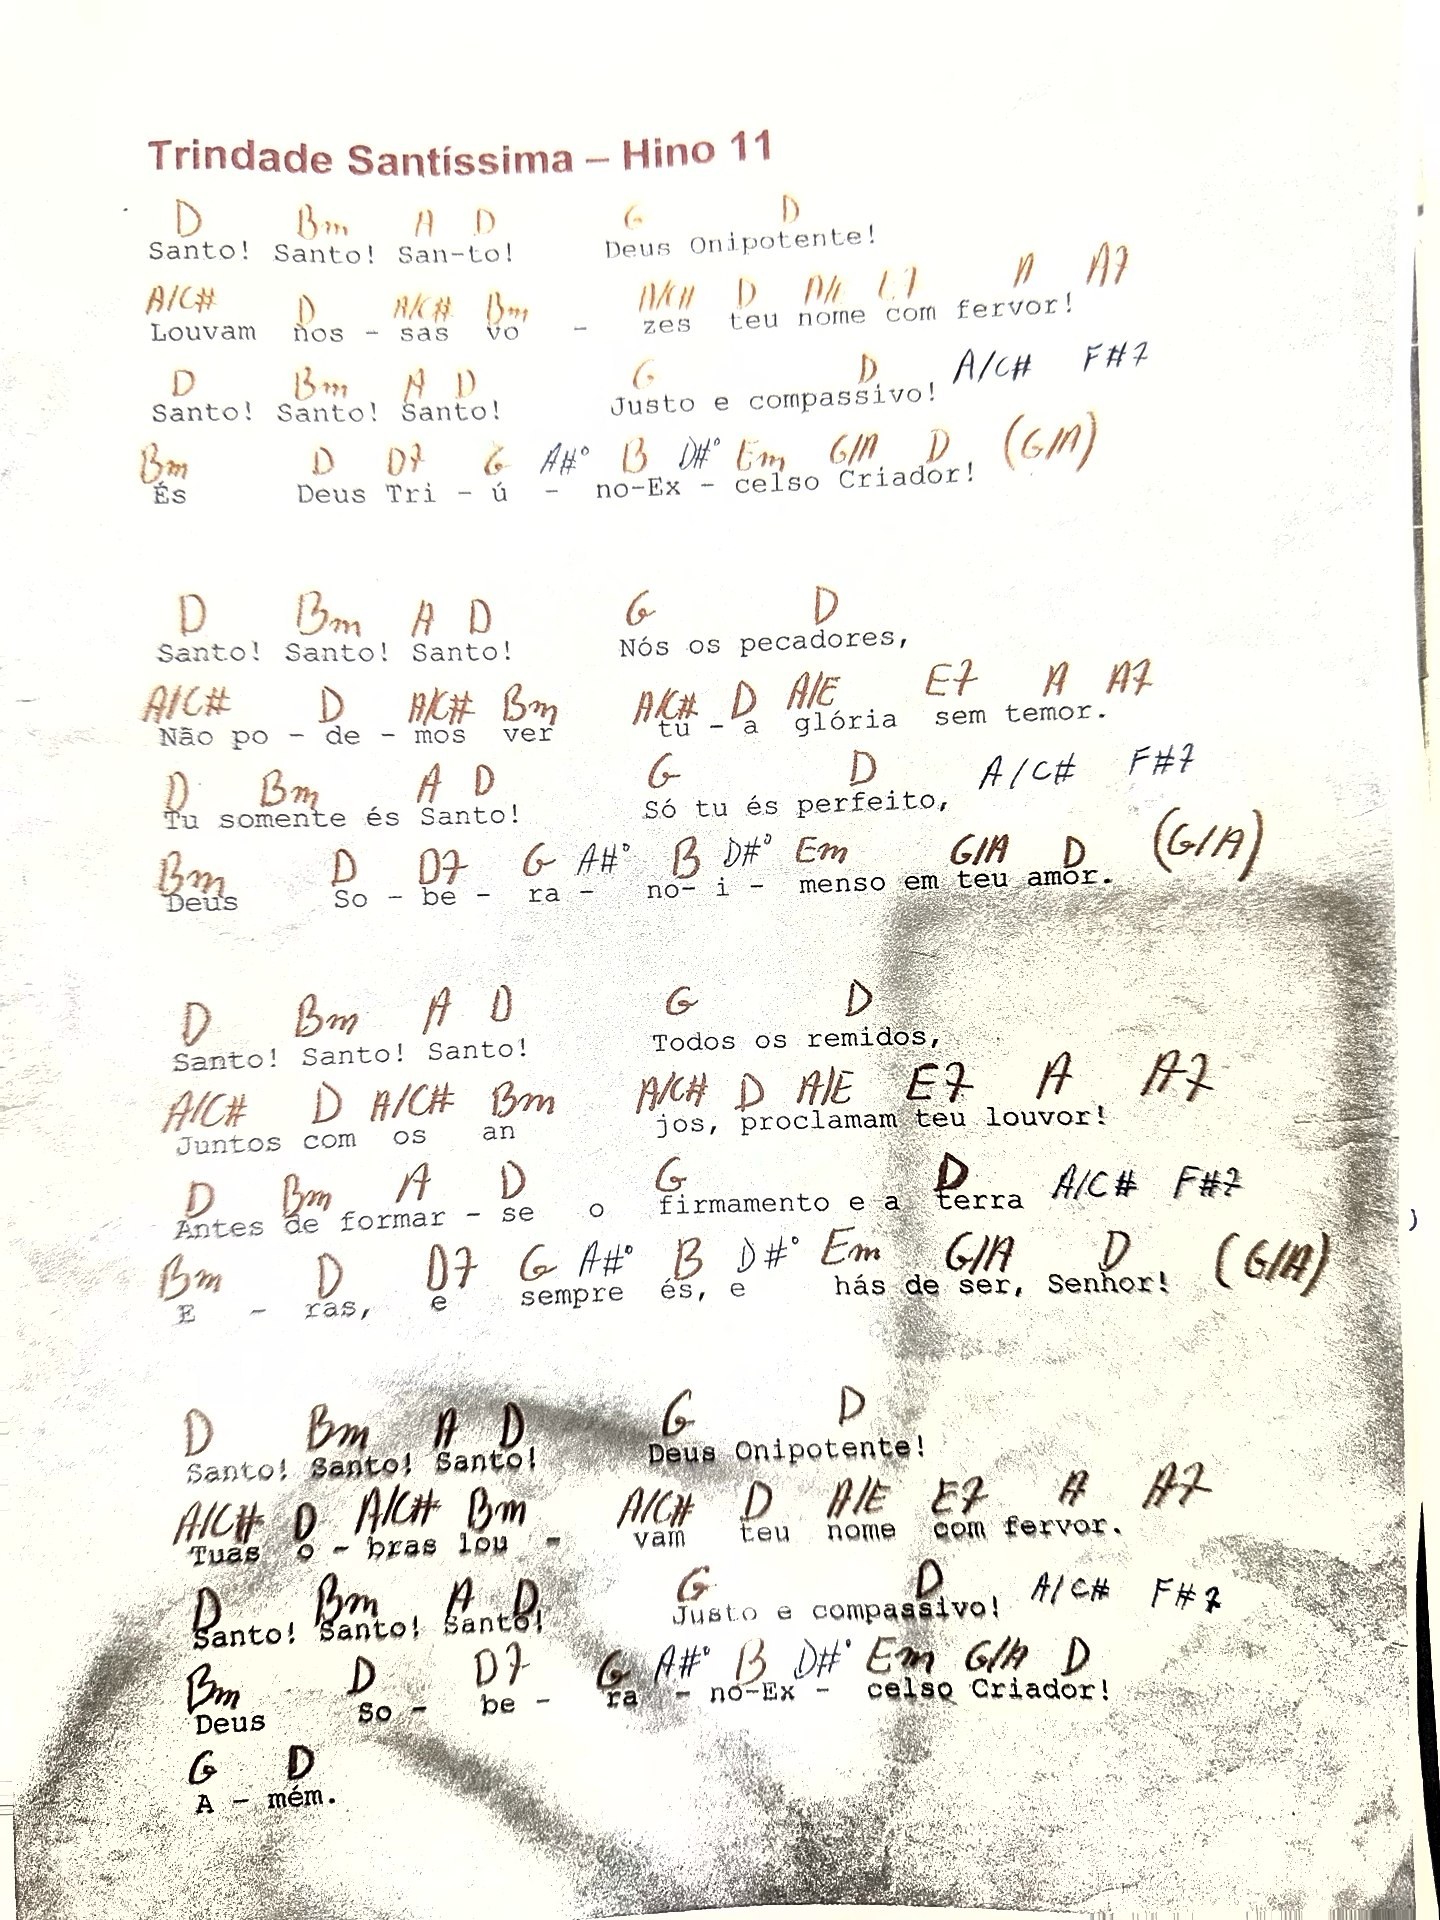 Trindade Santíssima – Hino 11
D Bm A D G D
Santo! Santo! San-to! Deus Onipotente!
A/C# D A/C# Bm A/C# D A A7
Louvam nos - sas vo - zes teu nome com fervor!
D Bm A D G D A/C# F#7
Santo! Santo! Santo! Justo e compassivo!
Bm D D7 G A#° B D#° Em G/A D (G/A)
És Deus Tri - ú - no-Ex - celso Criador!
D Bm A D G D
Santo! Santo! Santo! Nós os pecadores,
A/C# D A/C# Bm A/C# D A/E E7 A A7
Não po - de - mos ver tu - a glória sem temor.
D Bm A D G D A/C# F#7
Tu somente és Santo! Só tu és perfeito,
Bm D D7 G A#° B D#° Em G/A D (G/A)
Deus So - be - ra - no- i - menso em teu amor.
D Bm A D G D
Santo! Santo! Santo! Todos os remidos,
A/C# D A/C# Bm A/C# D A/E E7 A A7
Juntos com os an jos, proclamam teu louvor!
D Bm A D G D A/C# F#7
Antes de formar - se o firmamento e a terra
Bm D D7 G A#° B D#° Em G/A D (G/A)
E - ras, e sempre és, e hás de ser, Senhor!
D Bm A D G D
Santo! Santo! Santo! Deus Onipotente!
A/C# D A/C# Bm A/C# D A/E E7 A A7
Tuas o - bras lou - vam teu nome com fervor.
D Bm A D G D A/C# F#7
Santo! Santo! Santo! Justo e compassivo!
Bm D D7 G A#° B D#° Em G/A D
Deus So - be - ra - no-Ex - celso Criador!
G D
A - mém.